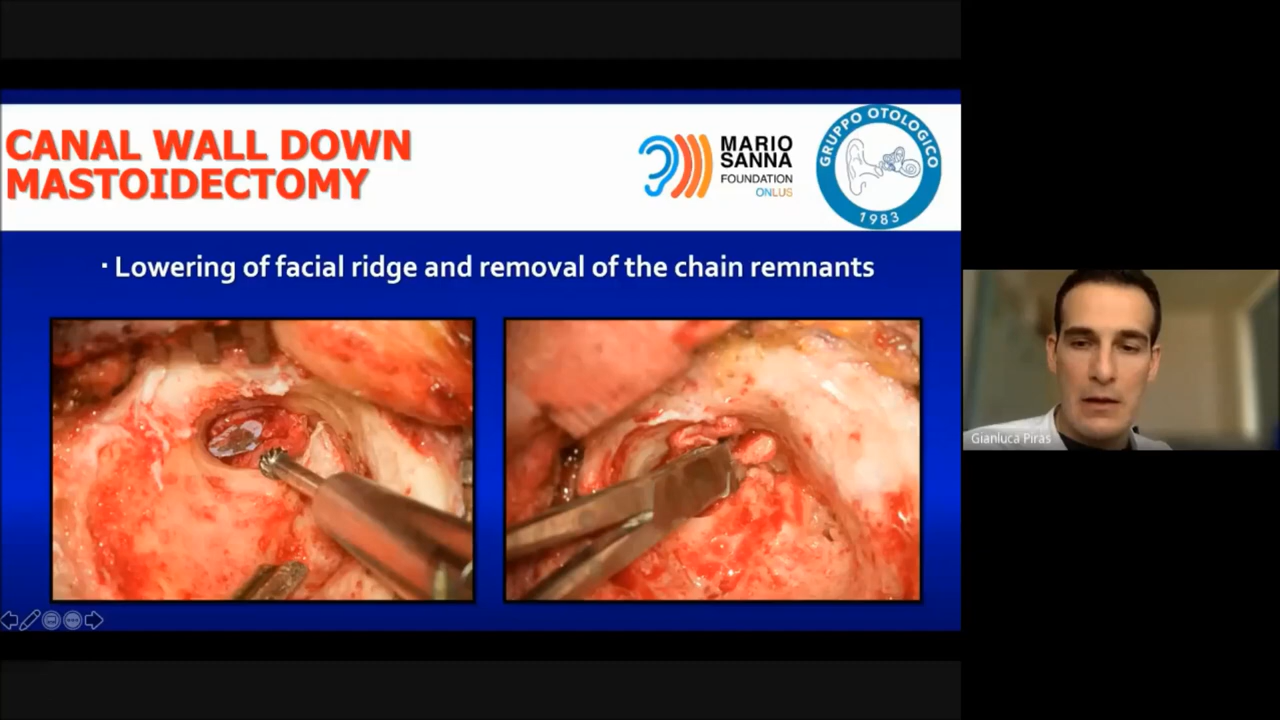 CANAL WALL DOWN
MASTOIDECTOMY
MARIO
SANNA
FOUNDATION
ONLUS
GRUPPO OTOLOGICO
1983
· Lowering of facial ridge and removal of the chain remnants
Gianluca Piras